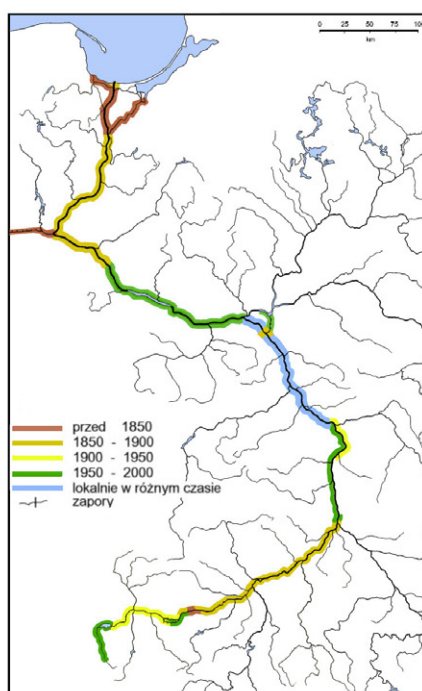 0 25 50 75 100
km
przed 1850
1850 - 1900
1900 - 1950
1950 - 2000
lokalnie w różnym czasie
zapory